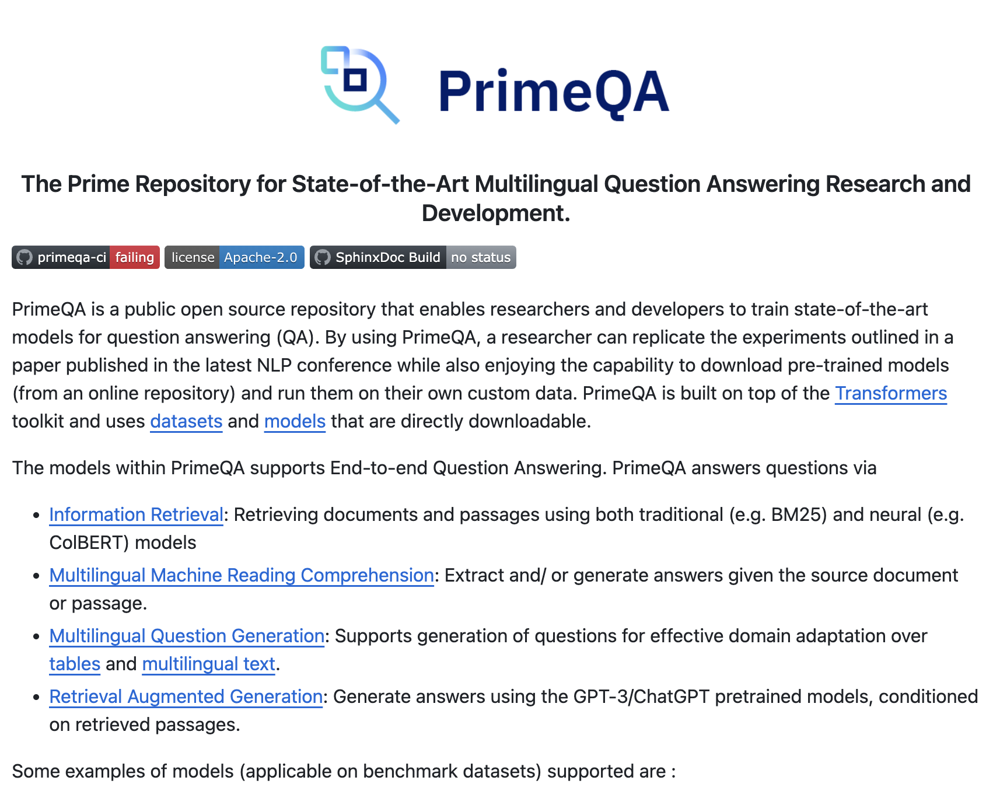 PrimeQA
The Prime Repository for State-of-the-Art Multilingual Question Answering Research and
Development.
primeqa-ci failing license Apache-2.0 SphinxDoc Build no status
PrimeQA is a public open source repository that enables researchers and developers to train state-of-the-art
models for question answering (QA). By using PrimeQA, a researcher can replicate the experiments outlined in a
paper published in the latest NLP conference while also enjoying the capability to download pre-trained models
(from an online repository) and run them on their own custom data. PrimeQA is built on top of the Transformers
toolkit and uses datasets and models that are directly downloadable.
The models within PrimeQA supports End-to-end Question Answering. PrimeQA answers questions via
• Information Retrieval: Retrieving documents and passages using both traditional (e.g. BM25) and neural (e.g.
ColBERT) models
• Multilingual Machine Reading Comprehension: Extract and/ or generate answers given the source document
or passage.
• Multilingual Question Generation: Supports generation of questions for effective domain adaptation over
tables and multilingual text.
• Retrieval Augmented Generation: Generate answers using the GPT-3/ChatGPT pretrained models, conditioned
on retrieved passages.
Some examples of models (applicable on benchmark datasets) supported are :